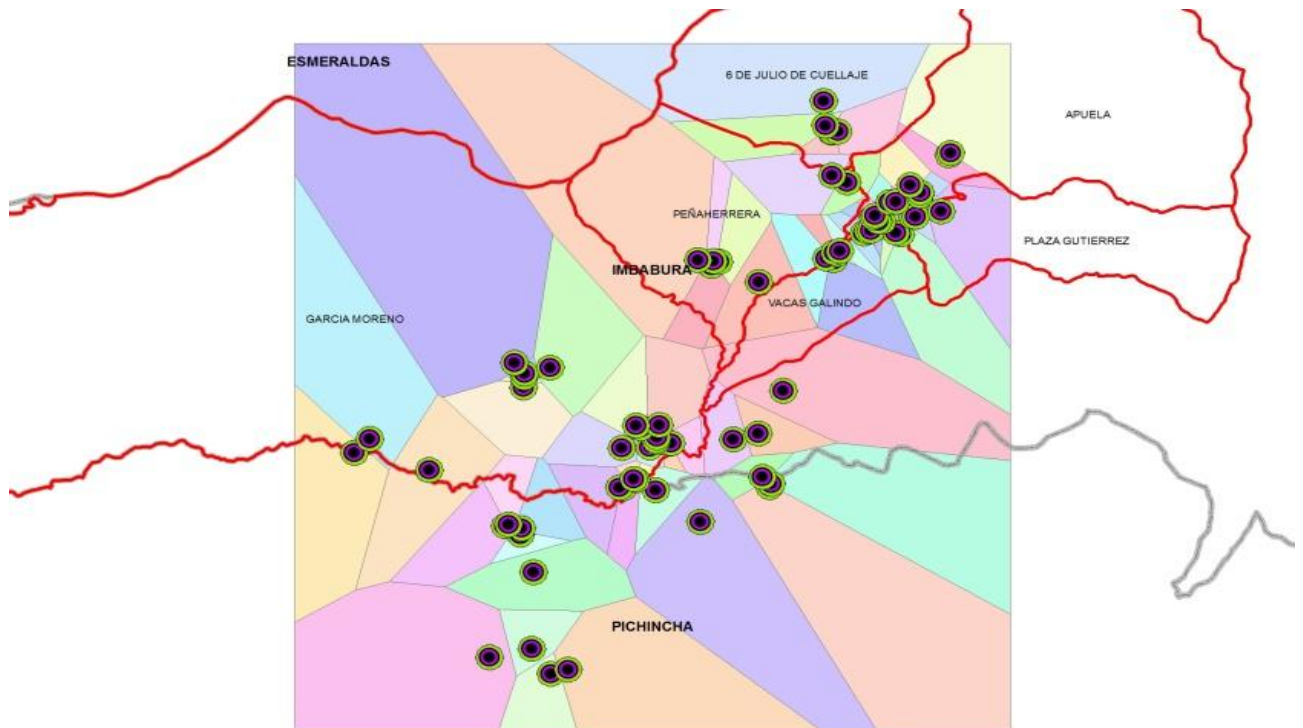 ESMERALDAS
6 DE JULIO DE CUELLAJE
APUELA
PEÑAHERRERA
PLAZA GUTIERREZ
IMBABURA
VACAS GALINDO
GARCIA MORENO
PICHINCHA